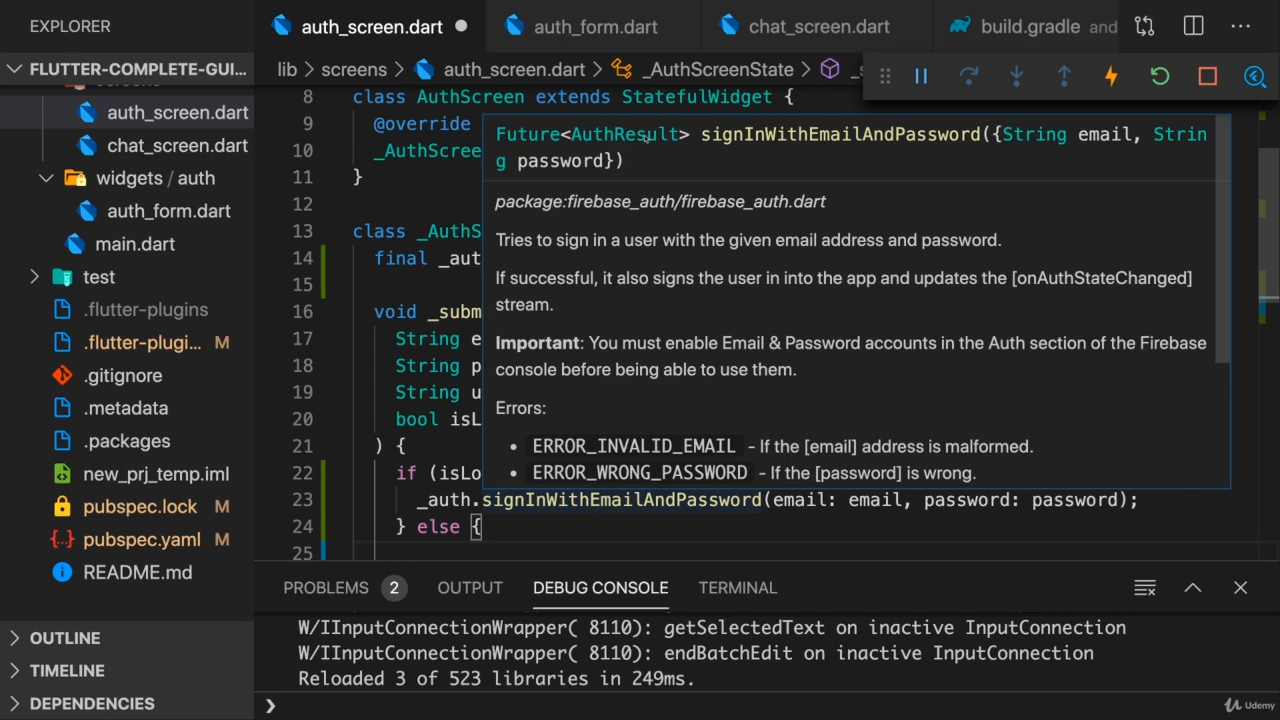 EXPLORER
auth_screen.dart
auth_form.dart
chat_screen.dart
build.gradle and
FLUTTER-COMPLETE-GUI...
lib > screens > auth_screen.dart > _AuthScreenState >
screens
auth_screen.dart
chat_screen.dart
widgets / auth
auth_form.dart
main.dart
test
.flutter-plugins
.flutter-plugi... M
.gitignore
.metadata
.packages
new_prj_temp.iml
pubspec.lock M
pubspec.yaml M
README.md
OUTLINE
TIMELINE
DEPENDENCIES
8 class AuthScreen extends StatefulWidget {
9 @override
10 _AuthScree
11 }
12
13 class _AuthS
14 final _aut
15
16 void _subm
17 String e
18 String p
19 String u
20 bool isL
21 ) {
22 if (isLo
23 _auth.signInWithEmailAndPassword(email: email, password: password);
24 } else {
25
Future<AuthResult> signInWithEmailAndPassword({String email, Strin
g password})
package:firebase_auth/firebase_auth.dart
Tries to sign in a user with the given email address and password.
If successful, it also signs the user in into the app and updates the [onAuthStateChanged]
stream.
Important: You must enable Email & Password accounts in the Auth section of the Firebase
console before being able to use them.
Errors:
• ERROR_INVALID_EMAIL - If the [email] address is malformed.
• ERROR_WRONG_PASSWORD - If the [password] is wrong.
PROBLEMS 2 OUTPUT DEBUG CONSOLE TERMINAL
W/IInputConnectionWrapper( 8110): getSelectedText on inactive InputConnection
W/IInputConnectionWrapper( 8110): endBatchEdit on inactive InputConnection
Reloaded 3 of 523 libraries in 249ms.
Udemy